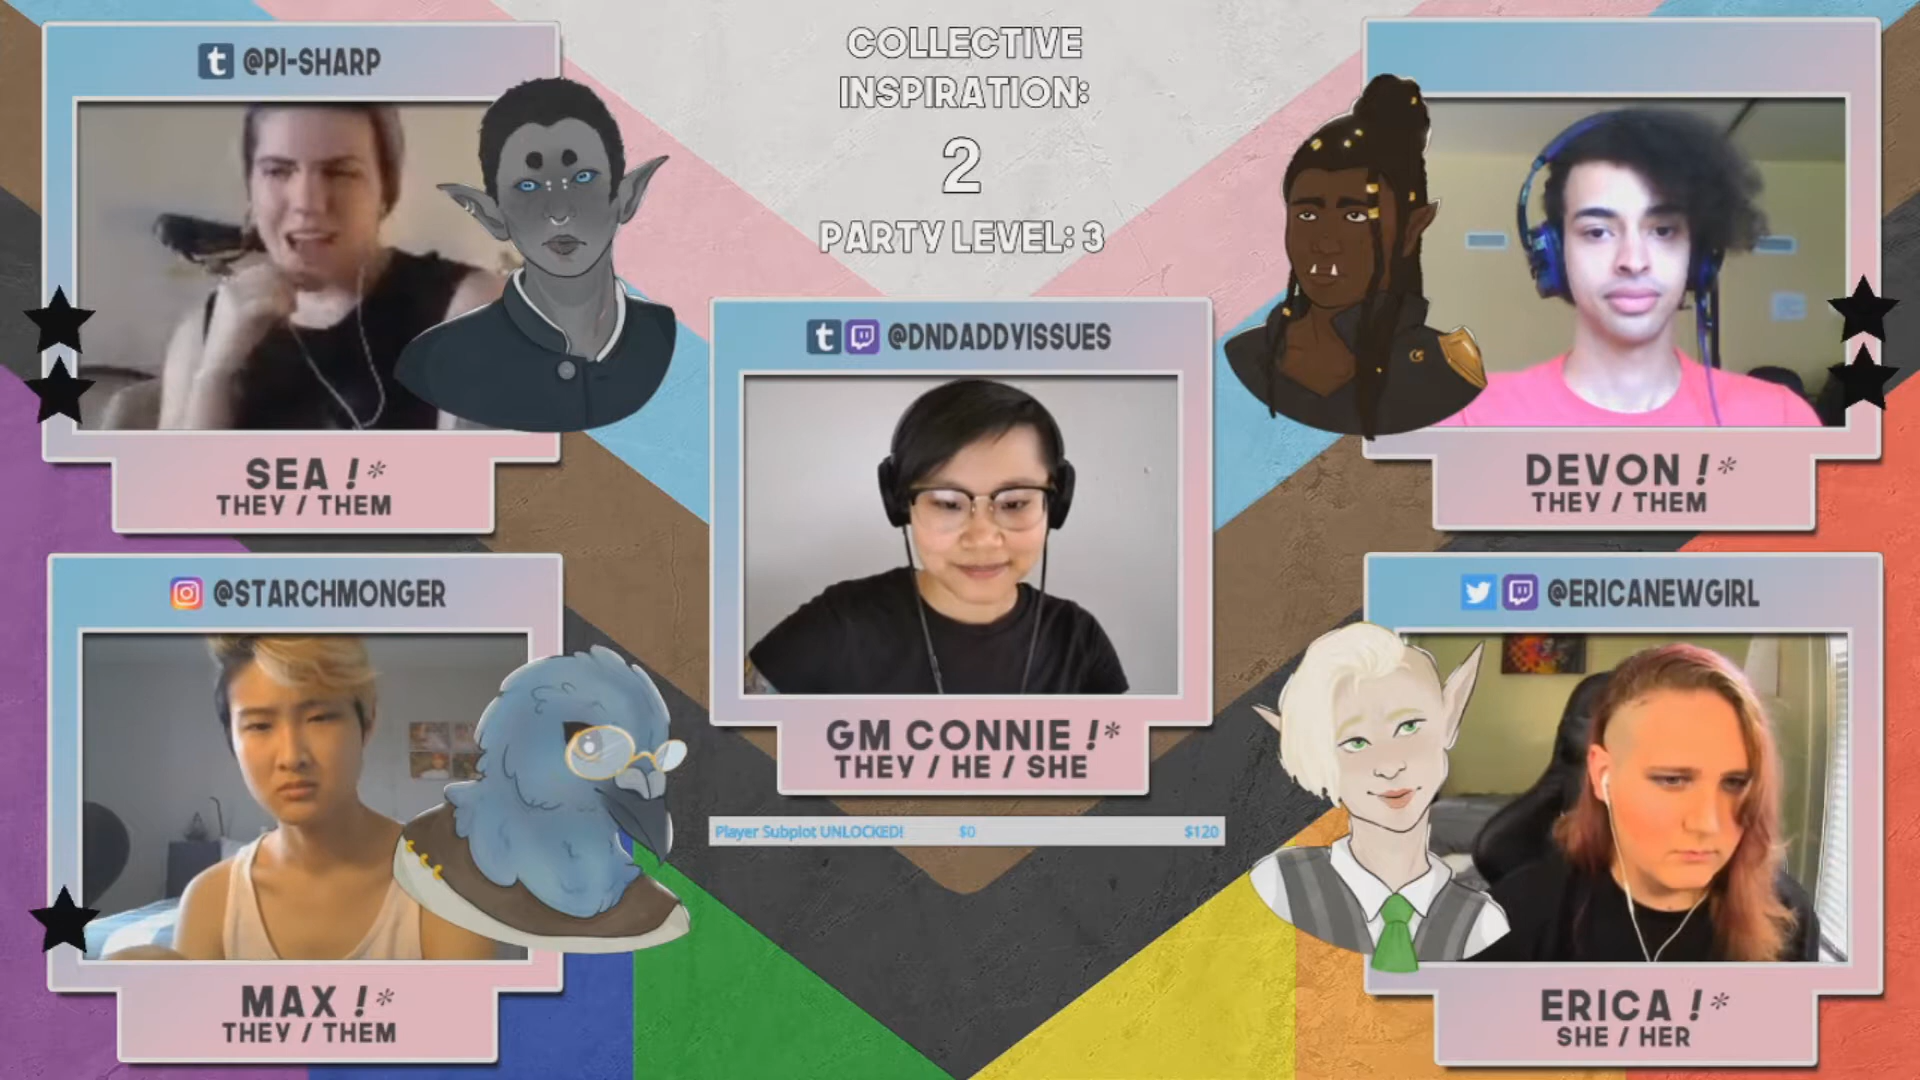 @PI-SHARP
SEA !*
THEY / THEM
COLLECTIVE
INSPIRATION:
2
PARTY LEVEL: 3
DEVON !*
THEY / THEM
@DNDADDYISSUES
GM CONNIE !*
THEY / HE / SHE
Player Subplot UNLOCKED! $0 $120
@STARCHMONGER
MAX !*
THEY / THEM
@ERICANEWGIRL
ERICA !*
SHE / HER